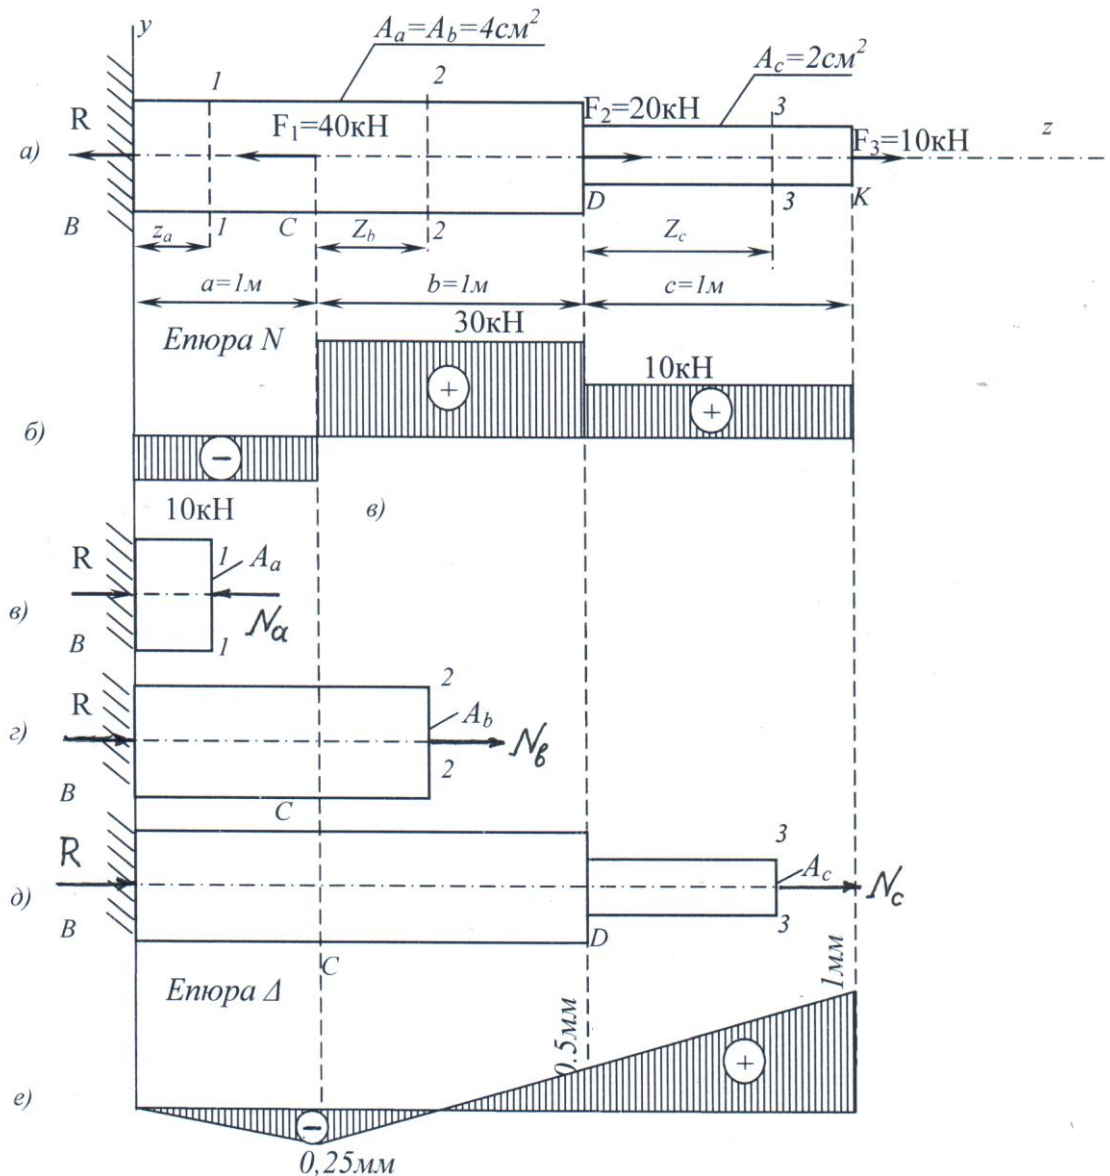 y
A_a=A_b=4см²
A_c=2см²
1
2
3
R
F₁=40кН
F₂=20кН
F₃=10кН
z
а)
B
z_a
1
C
Z_b
2
D
Z_c
3
K
a=1м
b=1м
c=1м
Епюра N
30кН
10кН
+
+
б)
−
10кН
в)
R
1
A_a
N_a
в)
B
1
R
2
A_b
N_в
г)
B
2
C
R
3
A_c
N_c
д)
B
3
D
C
Епюра Δ
0.5мм
1мм
+
е)
−
0,25мм